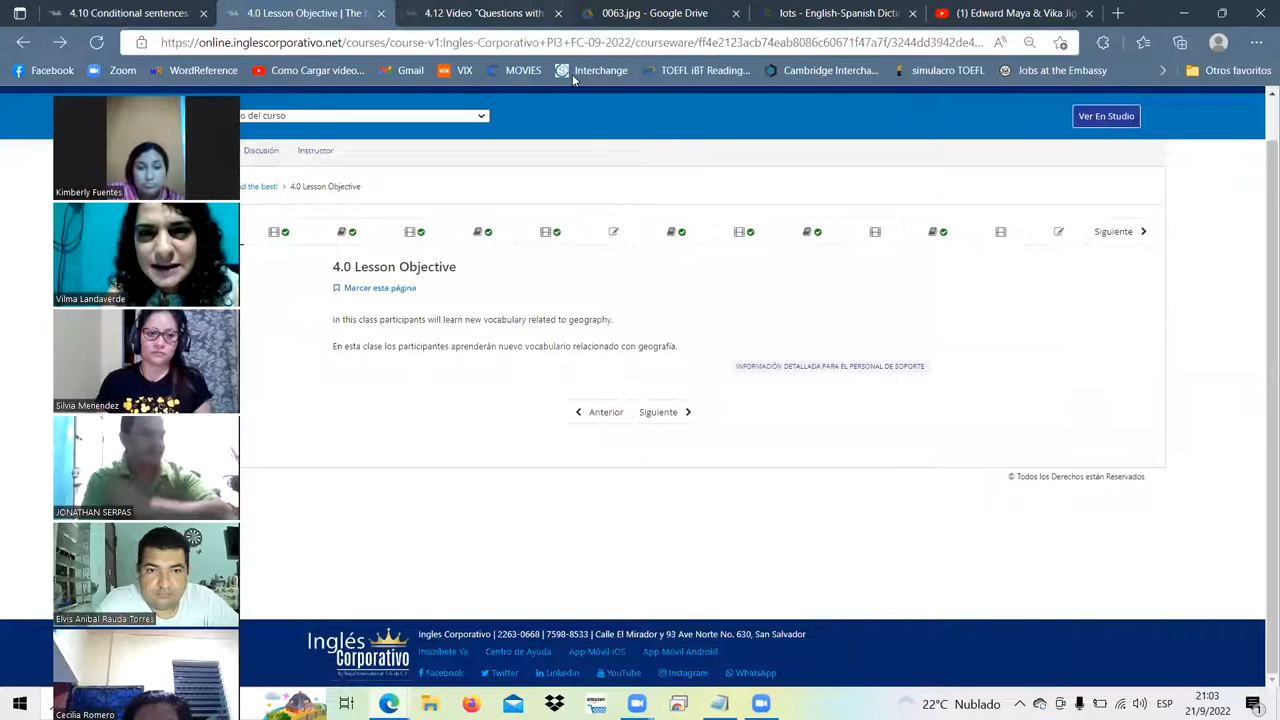 4.0 Lesson Objective
4.12 Video "Questions with
0063.jpg - Google Drive
lots - English-Spanish Dictio
(1) Edward Maya & Vika Jig
https://online.inglescorporativo.net/courses/course-v1:Ingles-Corporativo+PI3+FC-09-2022/courseware/ff4e2123acb74eab8086c60671f47a7f/3244dd3942de4...
Facebook
Zoom
WordReference
Como Cargar video...
Gmail
VIX
MOVIES
Interchange
TOEFL iBT Reading...
Cambridge Intercha...
simulacro TOEFL
Jobs at the Embassy
Otros favoritos
o del curso
Ver En Studio
Discusión
Instructor
d the best! > 4.0 Lesson Objective
Siguiente
4.0 Lesson Objective
Marcar esta página
In this class participants will learn new vocabulary related to geography.
En esta clase los participantes aprenderán nuevo vocabulario relacionado con geografía.
INFORMACIÓN DETALLADA PARA EL PERSONAL DE SOPORTE
Anterior
Siguiente
© Todos los Derechos están Reservados
Kimberly Fuentes
Vilma Landaverde
Silvia Menendez
JONATHAN SERPAS
Elvis Anibal Rauda Torres
Cecilia Romero
Inglés
Corporativo
Ingles Corporativo | 2263-0668 | 7598-8533 | Calle El Mirador y 93 Ave Norte No. 630, San Salvador
Inscríbete Ya
Centro de Ayuda
App Móvil iOS
App Móvil Android
Facebook
Twitter
Linkedin
YouTube
Instagram
WhatsApp
amazon
22°C Nublado
ESP
21:03
21/9/2022